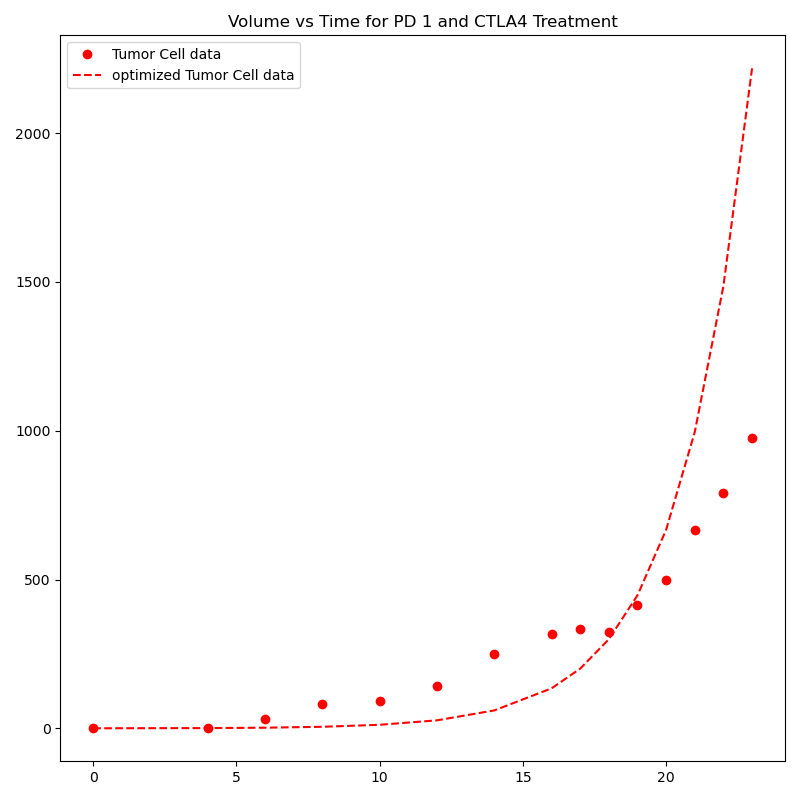 Volume vs Time for PD 1 and CTLA4 Treatment
Tumor Cell data
optimized Tumor Cell data
2000
1500
1000
500
0
0 5 10 15 20